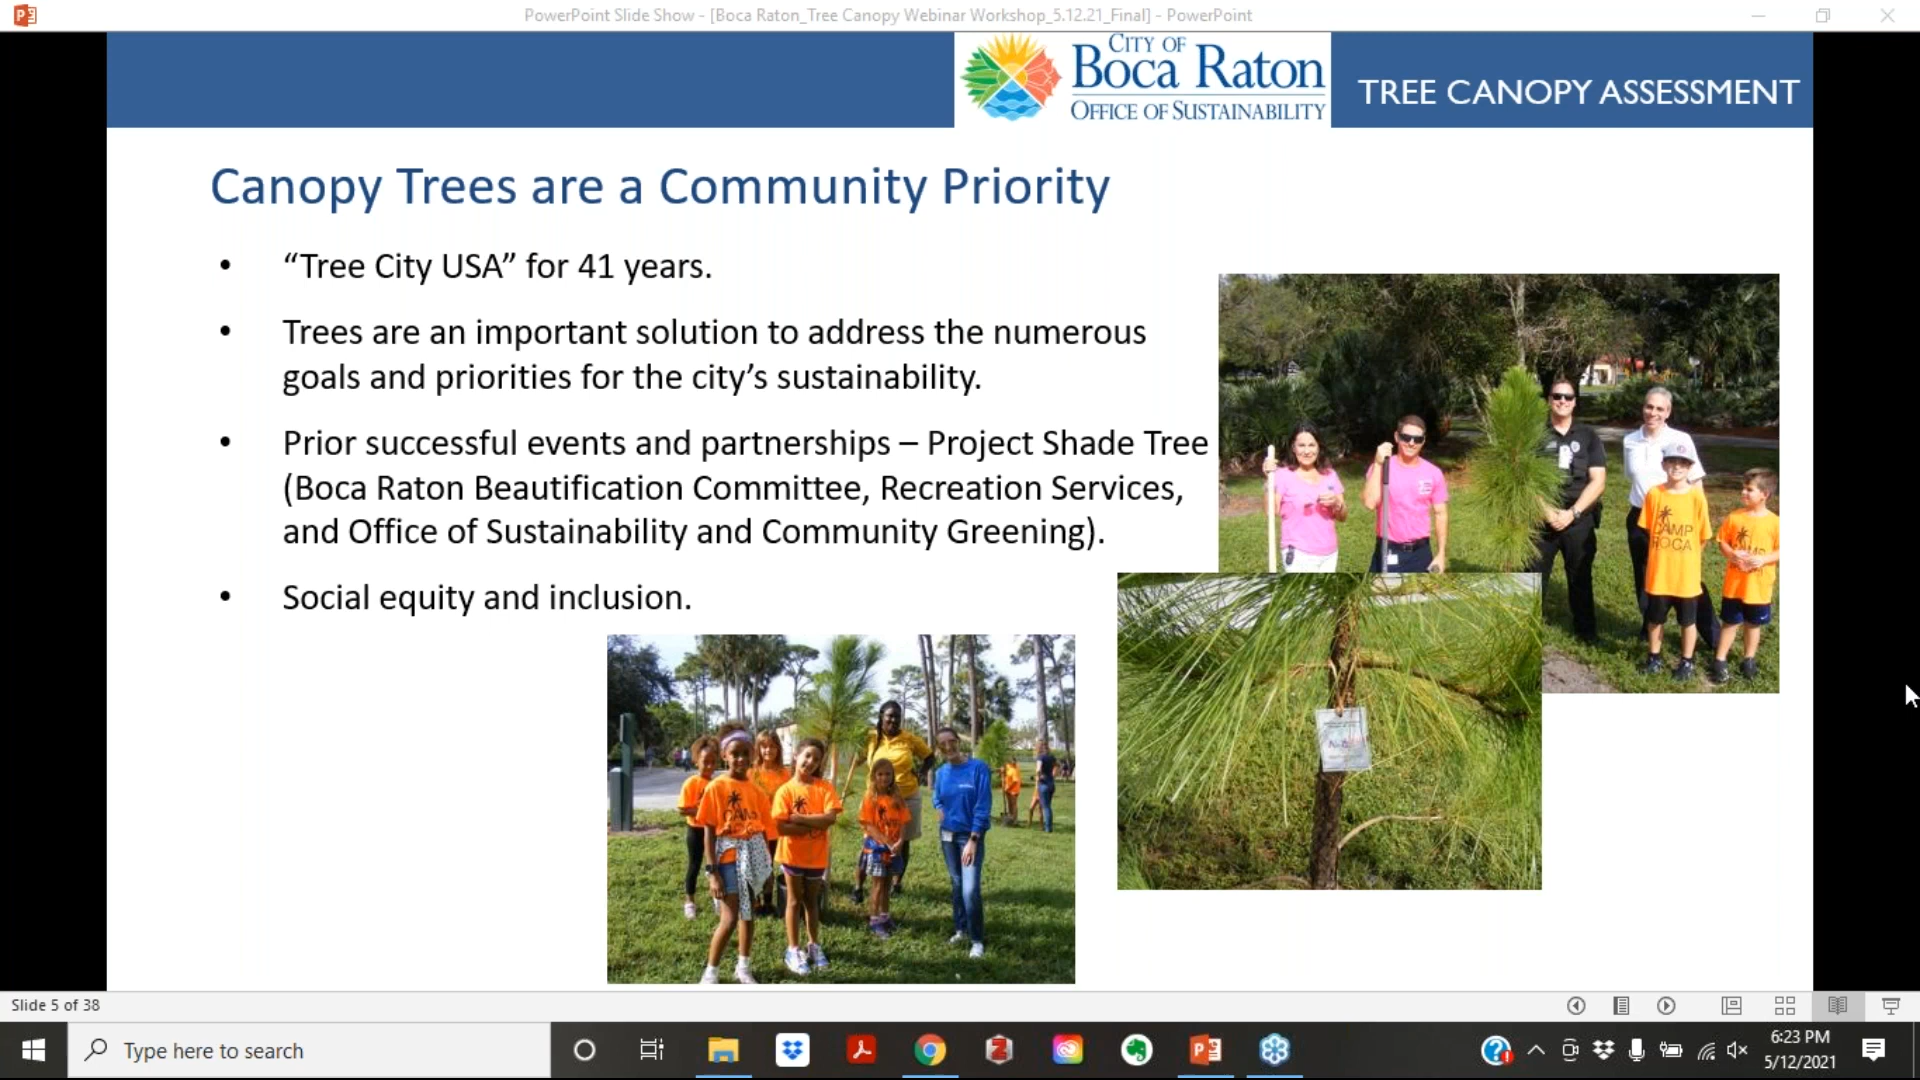 PowerPoint Slide Show - [Boca Raton_Tree Canopy Webinar Workshop_5.12.21_Final] - PowerPoint
CITY OF
Boca Raton
OFFICE OF SUSTAINABILITY
TREE CANOPY ASSESSMENT
Canopy Trees are a Community Priority
• “Tree City USA” for 41 years.
• Trees are an important solution to address the numerous
goals and priorities for the city’s sustainability.
• Prior successful events and partnerships – Project Shade Tree
(Boca Raton Beautification Committee, Recreation Services,
and Office of Sustainability and Community Greening).
• Social equity and inclusion.
CAMP
BOCA
CAMP
CAMP
Slide 5 of 38
Type here to search
6:23 PM
5/12/2021